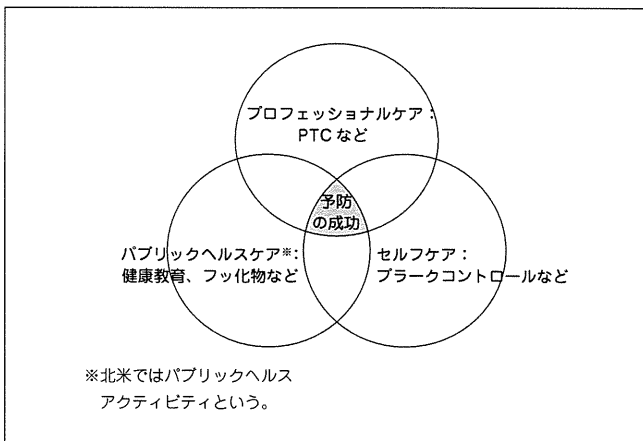 プロフェッショナルケア：
PTC など
予防
の成功
パブリックヘルスケア※：
健康教育、フッ化物など
セルフケア：
プラークコントロールなど
※北米ではパブリックヘルス
アクティビティという。